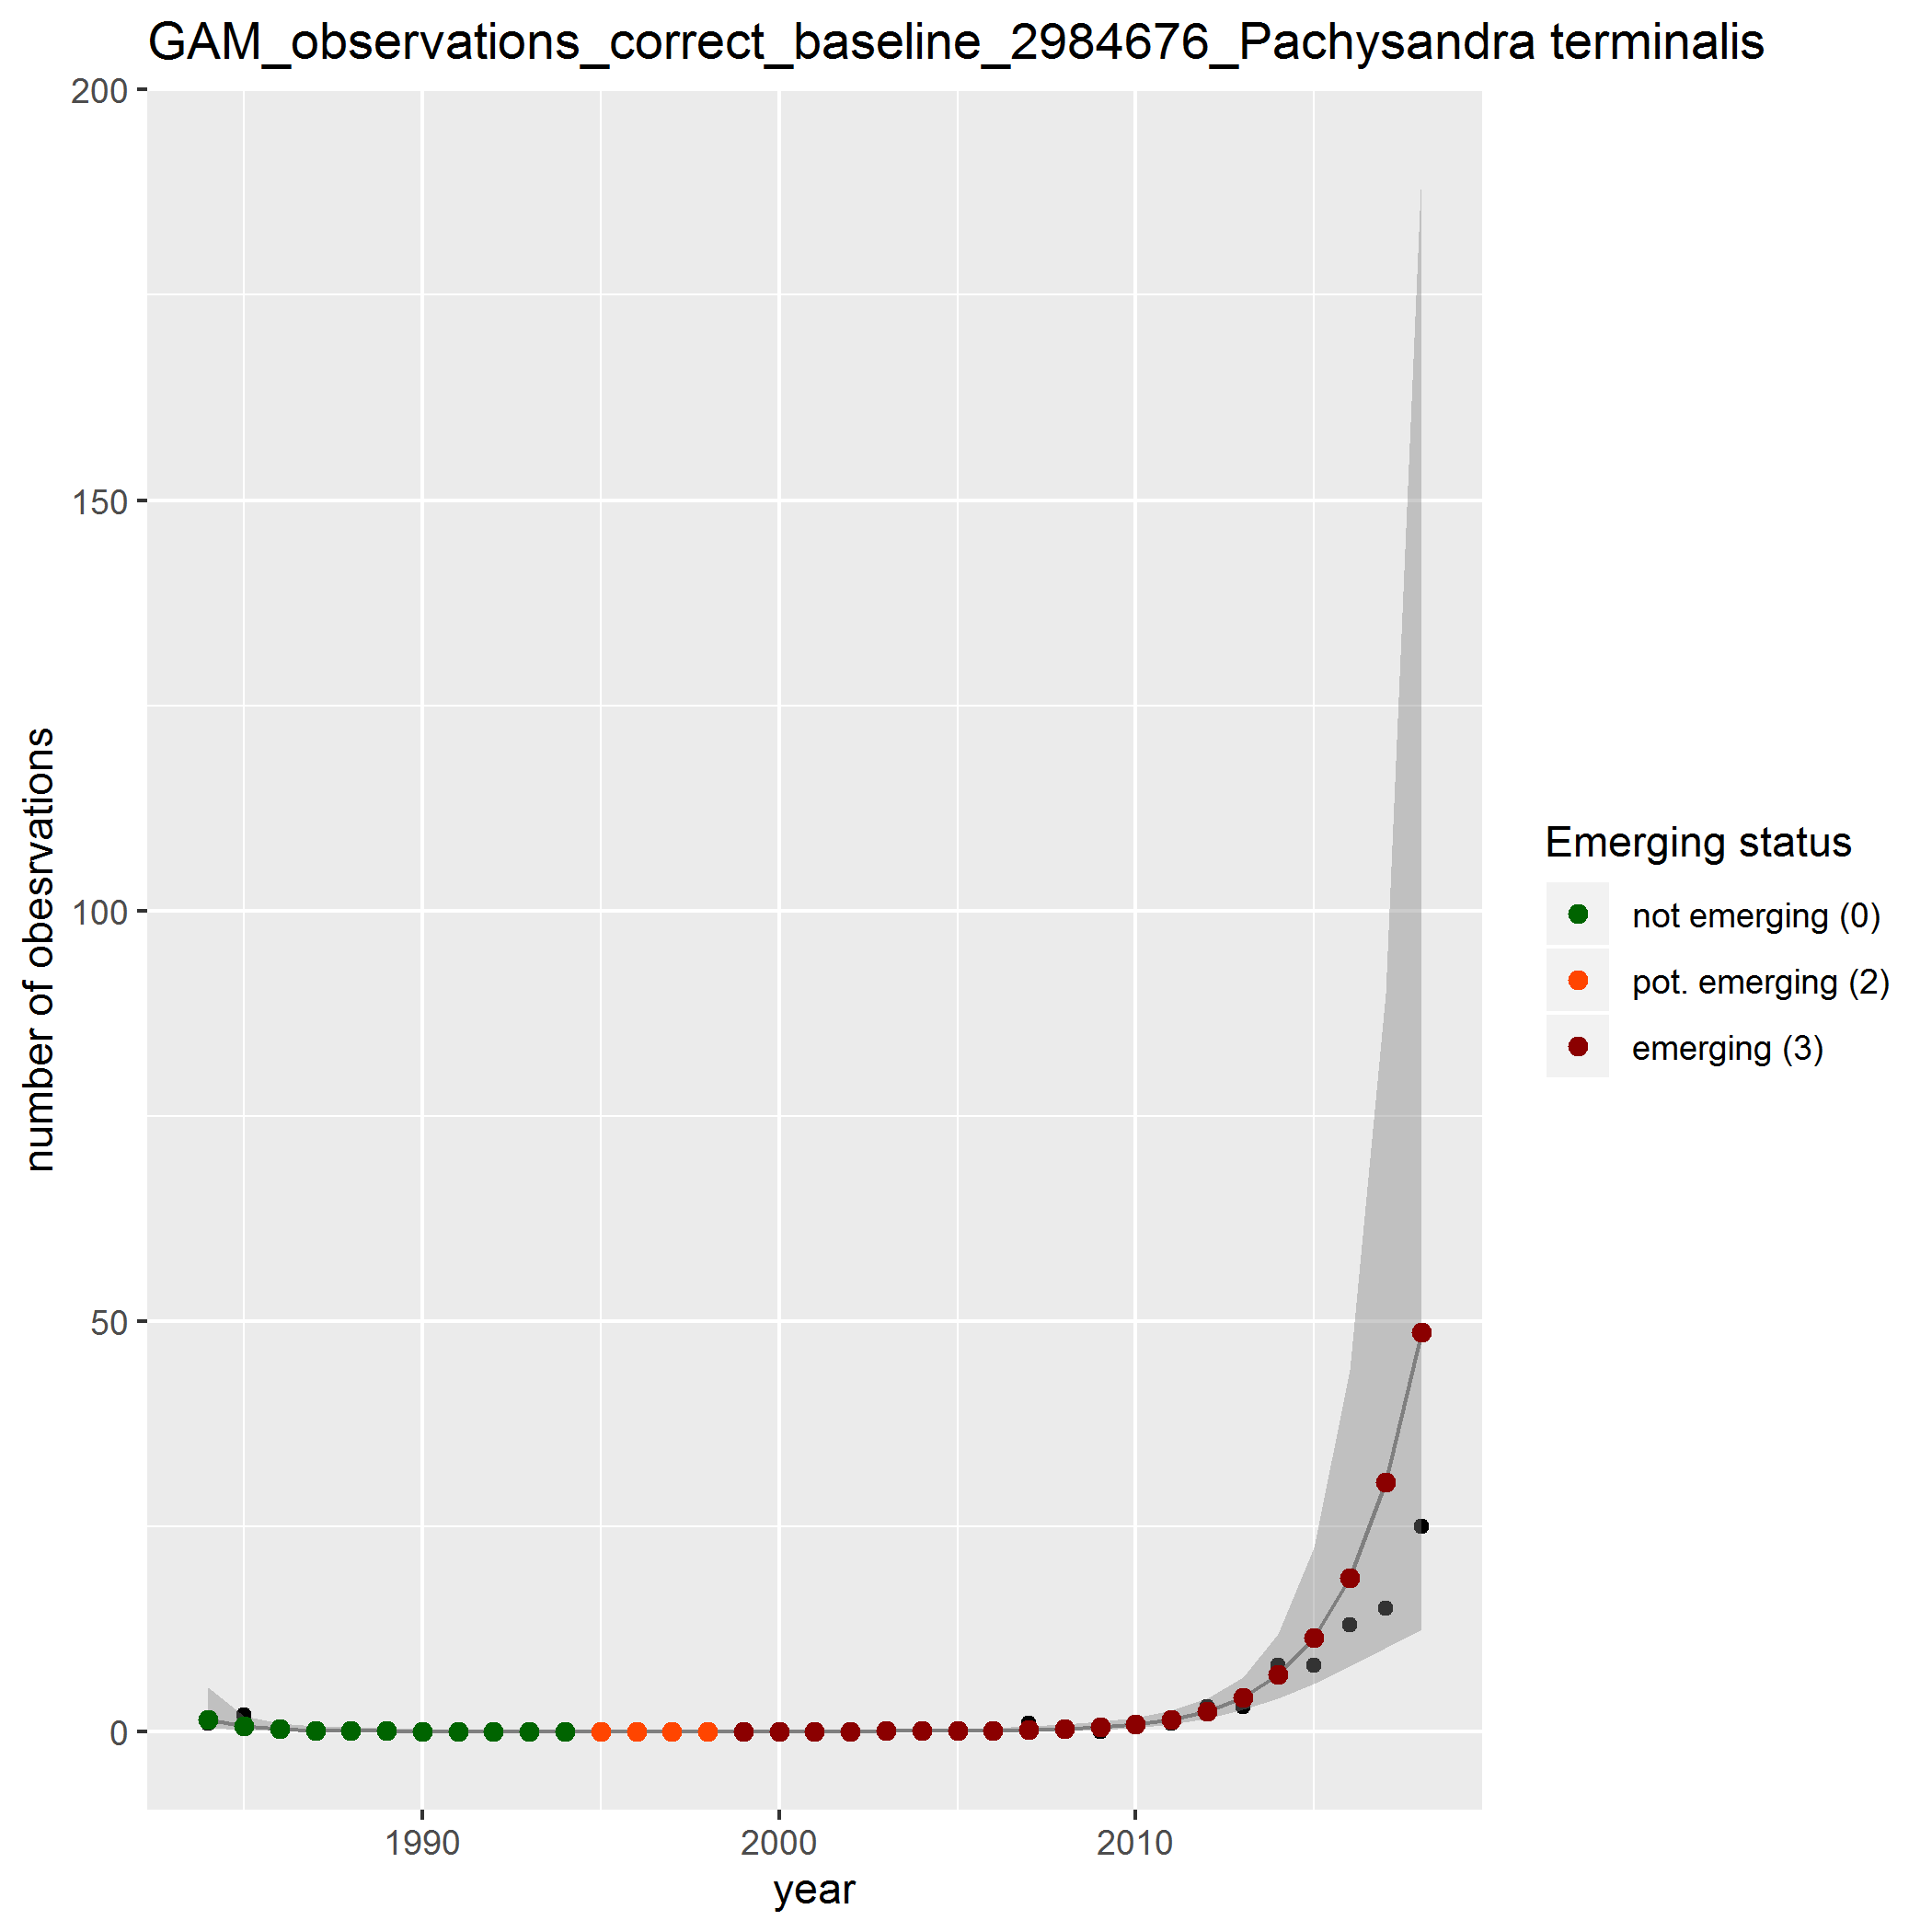 GAM_observations_correct_baseline_2984676_Pachysandra terminalis
200
150
100
50
0
number of obesrvations
1990
2000
2010
year
Emerging status
not emerging (0)
pot. emerging (2)
emerging (3)